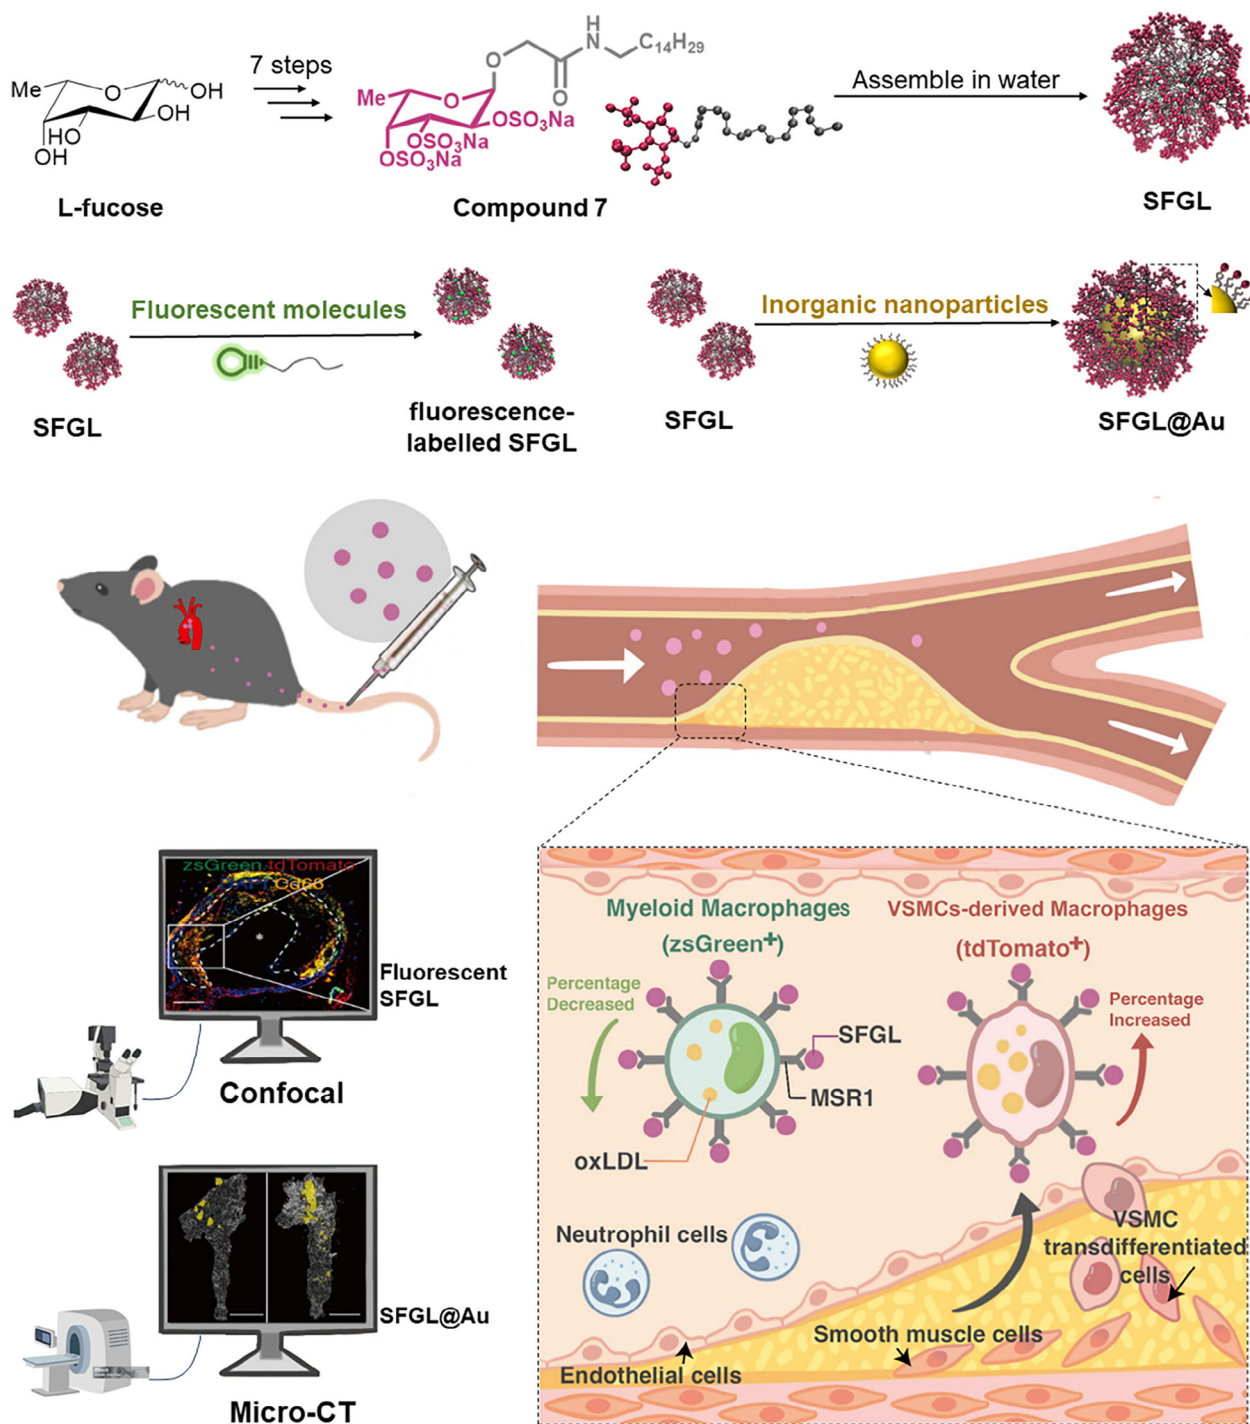 7 steps
Me
O
OH
OH
HO
OH
L-fucose
Me
O
O
O
H
N
C14H29
OSO3Na
OSO3Na
OSO3Na
Compound 7
Assemble in water
SFGL
Fluorescent molecules
SFGL
fluorescence-
labelled SFGL
Inorganic nanoparticles
SFGL
SFGL@Au
zsGreen tdTomato
Cd68
Fluorescent
SFGL
Confocal
SFGL@Au
Micro-CT
Myeloid Macrophages
(zsGreen+)
VSMCs-derived Macrophages
(tdTomato+)
Percentage
Decreased
Percentage
Increased
SFGL
MSR1
oxLDL
Neutrophil cells
VSMC
transdifferentiated
cells
Smooth muscle cells
Endothelial cells